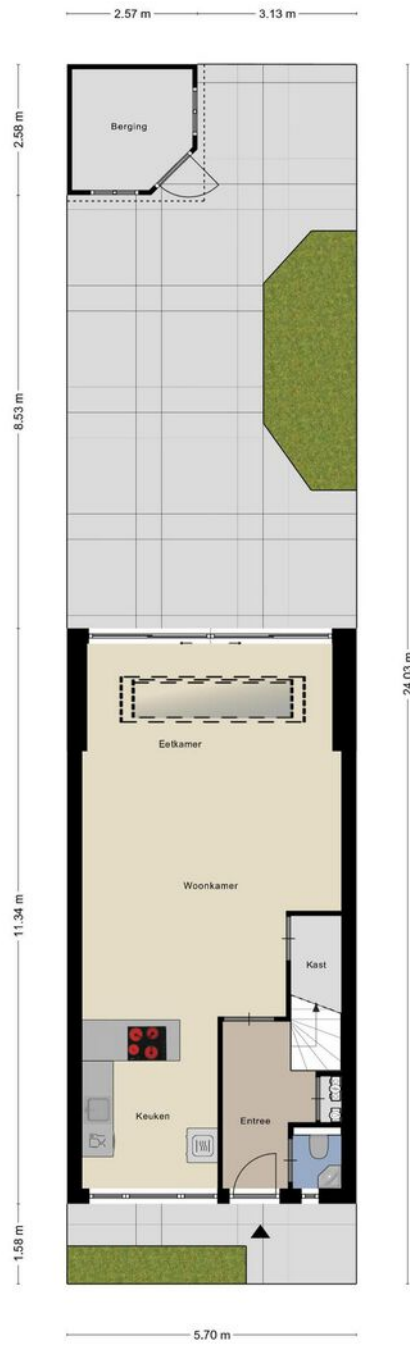 2.57 m
3.13 m
2.58 m
Berging
8.53 m
24.03 m
Eetkamer
Woonkamer
11.34 m
Kast
Keuken
Entree
1.58 m
5.70 m